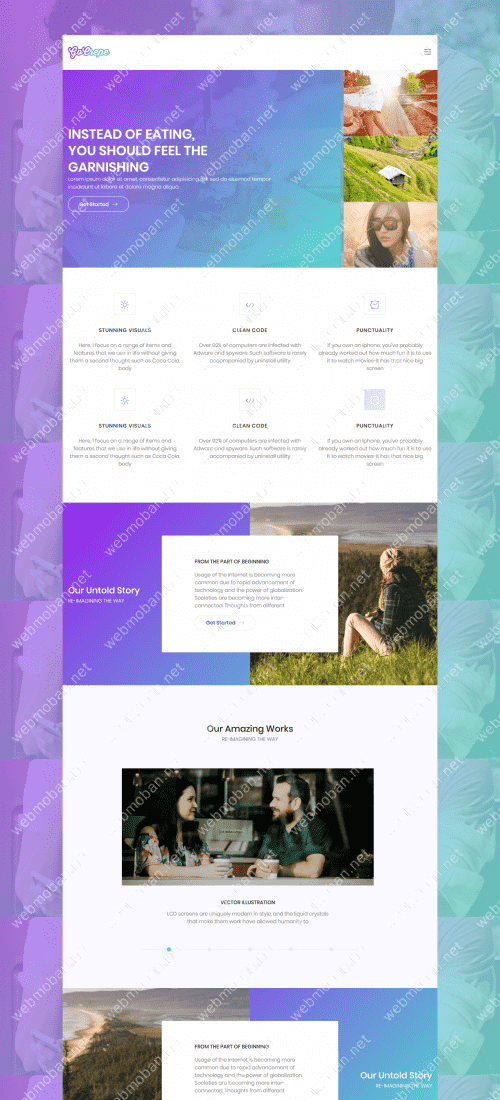 GoCrepe
INSTEAD OF EATING,
YOU SHOULD FEEL THE
GARNISHING
Lorem ipsum dolor sit amet, consectetur adipisicing elit, sed do eiusmod tempor
incididunt ut labore et dolore magna aliqua.
Get Started
STUNNING VISUALS
Here, I focus on a range of items and
features that we use in life without giving
them a second thought such as Coca Cola,
body
CLEAN CODE
Over 92% of computers are infected with
Adware and spyware. Such software is rarely
accompanied by uninstall utility
PUNCTUALITY
If you own an Iphone, you've probably
already worked out how much fun it is to use
it to watch movies-it has that nice big
screen
STUNNING VISUALS
Here, I focus on a range of items and
features that we use in life without giving
them a second thought such as Coca Cola,
body
CLEAN CODE
Over 92% of computers are infected with
Adware and spyware. Such software is rarely
accompanied by uninstall utility
PUNCTUALITY
If you own an Iphone, you've probably
already worked out how much fun it is to use
it to watch movies-it has that nice big
screen
Our Untold Story
RE-IMAGINING THE WAY
FROM THE PART OF BEGINNING
Usage of the Internet is becoming more
common due to rapid advancement of
technology and the power of globalization.
Societies are becoming more inter-
connected. Thoughts from different
Get Started
Our Amazing Works
RE-IMAGINING THE WAY
VECTOR ILLUSTRATION
LCD screens are uniquely modern in style, and the liquid crystals
that make them work have allowed humanity to
FROM THE PART OF BEGINNING
Usage of the Internet is becoming more
common due to rapid advancement of
technology and the power of globalization.
Societies are becoming more inter-
connected. Thoughts from different
Our Untold Story
RE-IMAGINING THE WAY
webmoban.net